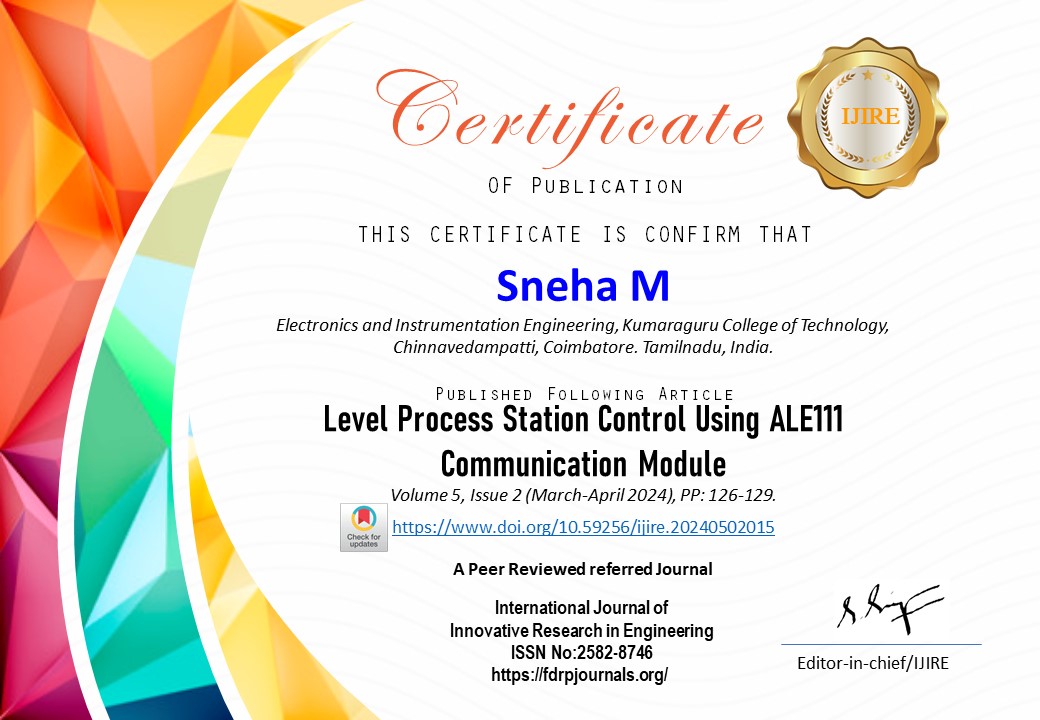 Certificate
IJIRE
OF PUBLICATION
THIS CERTIFICATE IS CONFIRM THAT
Sneha M
Electronics and Instrumentation Engineering, Kumaraguru College of Technology,
Chinnavedampatti, Coimbatore. Tamilnadu, India.
PUBLISHED FOLLOWING ARTICLE
Level Process Station Control Using ALE111
Communication Module
Volume 5, Issue 2 (March-April 2024), PP: 126-129.
Check for
updates
https://www.doi.org/10.59256/ijire.20240502015
A Peer Reviewed referred Journal
International Journal of
Innovative Research in Engineering
ISSN No:2582-8746
https://fdrpjournals.org/
Editor-in-chief/IJIRE